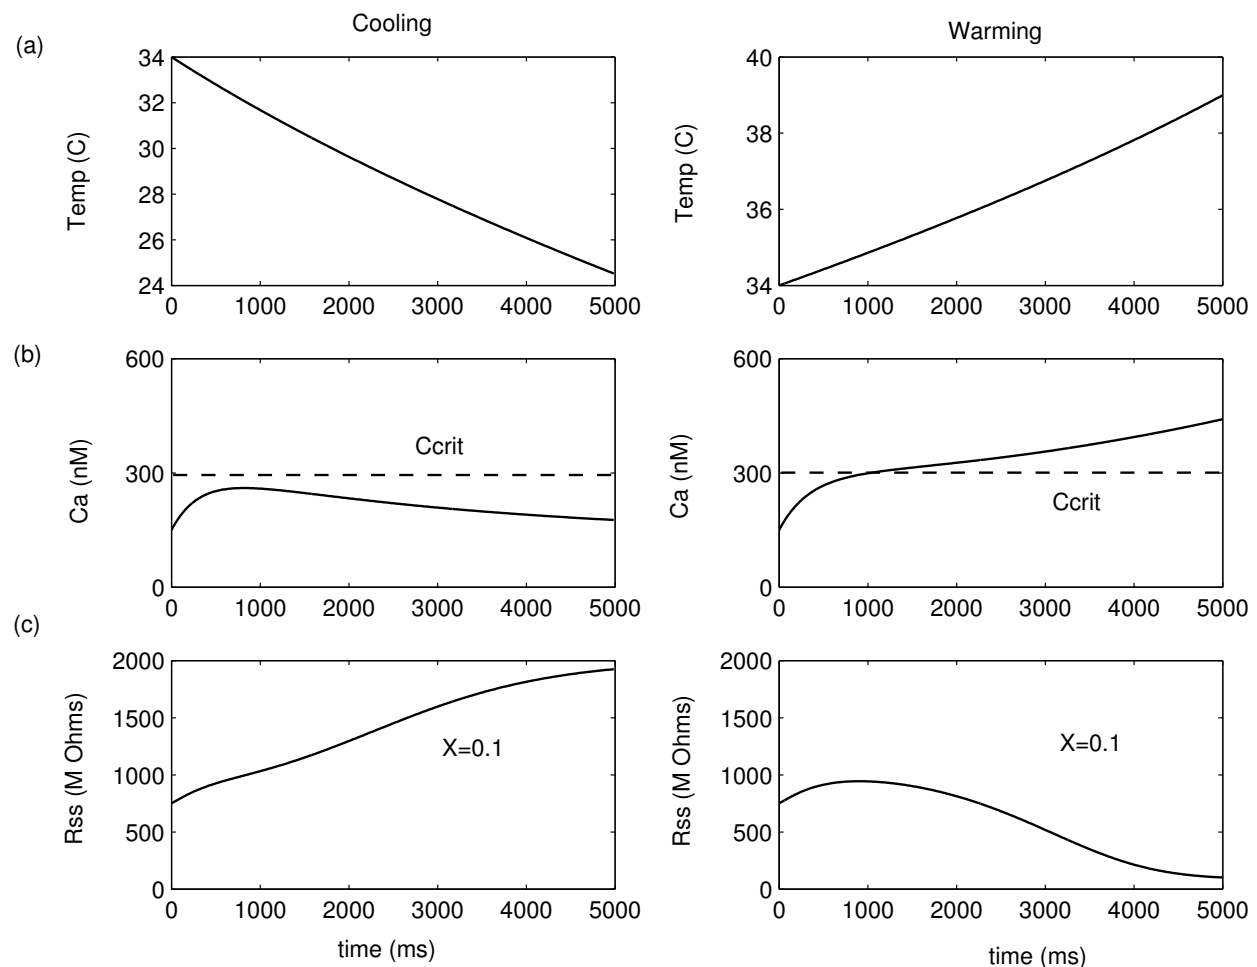 Cooling
Warming
(a)
34
32
30
28
26
24
Temp (C)
0 1000 2000 3000 4000 5000
40
38
36
34
Temp (C)
0 1000 2000 3000 4000 5000
(b)
600
300
0
Ca (nM)
Ccrit
0 1000 2000 3000 4000 5000
600
300
0
Ca (nM)
Ccrit
0 1000 2000 3000 4000 5000
(c)
2000
1500
1000
500
0
Rss (M Ohms)
X=0.1
0 1000 2000 3000 4000 5000
time (ms)
2000
1500
1000
500
0
Rss (M Ohms)
X=0.1
0 1000 2000 3000 4000 5000
time (ms)